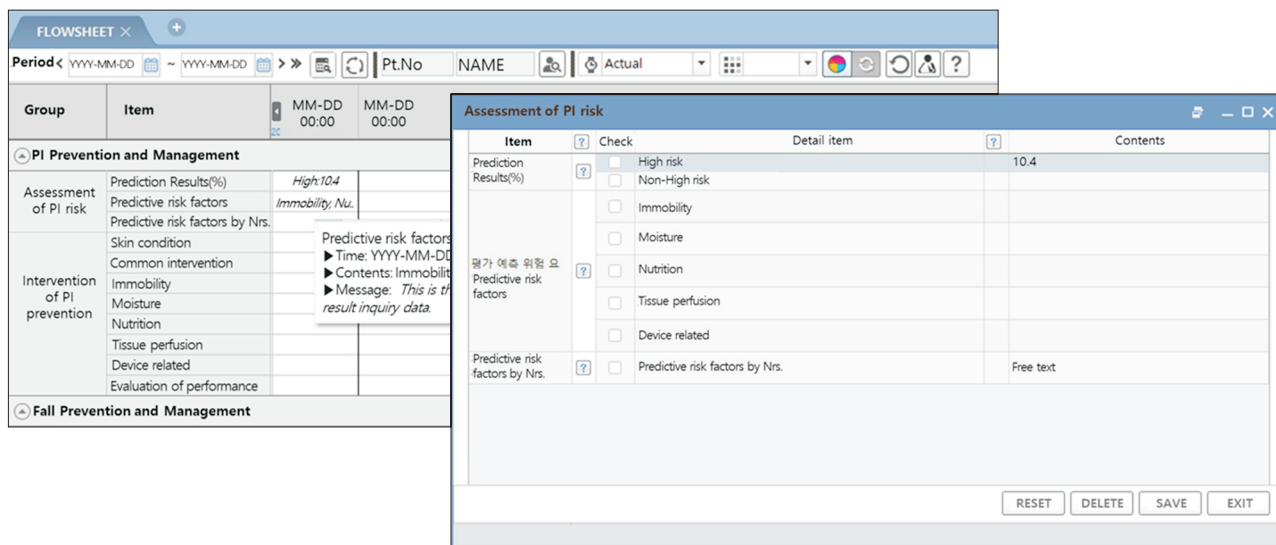 FLOWSHEET ×
Period < YYYY-MM-DD ~ YYYY-MM-DD > » Pt.No NAME Actual ?
Group Item MM-DD 00:00 MM-DD 00:00
PI Prevention and Management
Assessment of PI risk
Prediction Results(%) High:10.4
Predictive risk factors Immobility, Nu..
Predictive risk factors by Nrs.
Intervention of PI prevention
Skin condition
Common intervention
Immobility
Moisture
Nutrition
Tissue perfusion
Device related
Evaluation of performance
Fall Prevention and Management
Predictive risk factors
▶Time: YYYY-MM-DD
▶Contents: Immobilit
▶Message: This is th
result inquiry data.
Assessment of PI risk
Item ? Check Detail item ? Contents
Prediction
Results(%) ?
High risk 10.4
Non-High risk
평가 예측 위험 요
Predictive risk
factors ?
Immobility
Moisture
Nutrition
Tissue perfusion
Device related
Predictive risk
factors by Nrs. ?
Predictive risk factors by Nrs. Free text
RESET DELETE SAVE EXIT